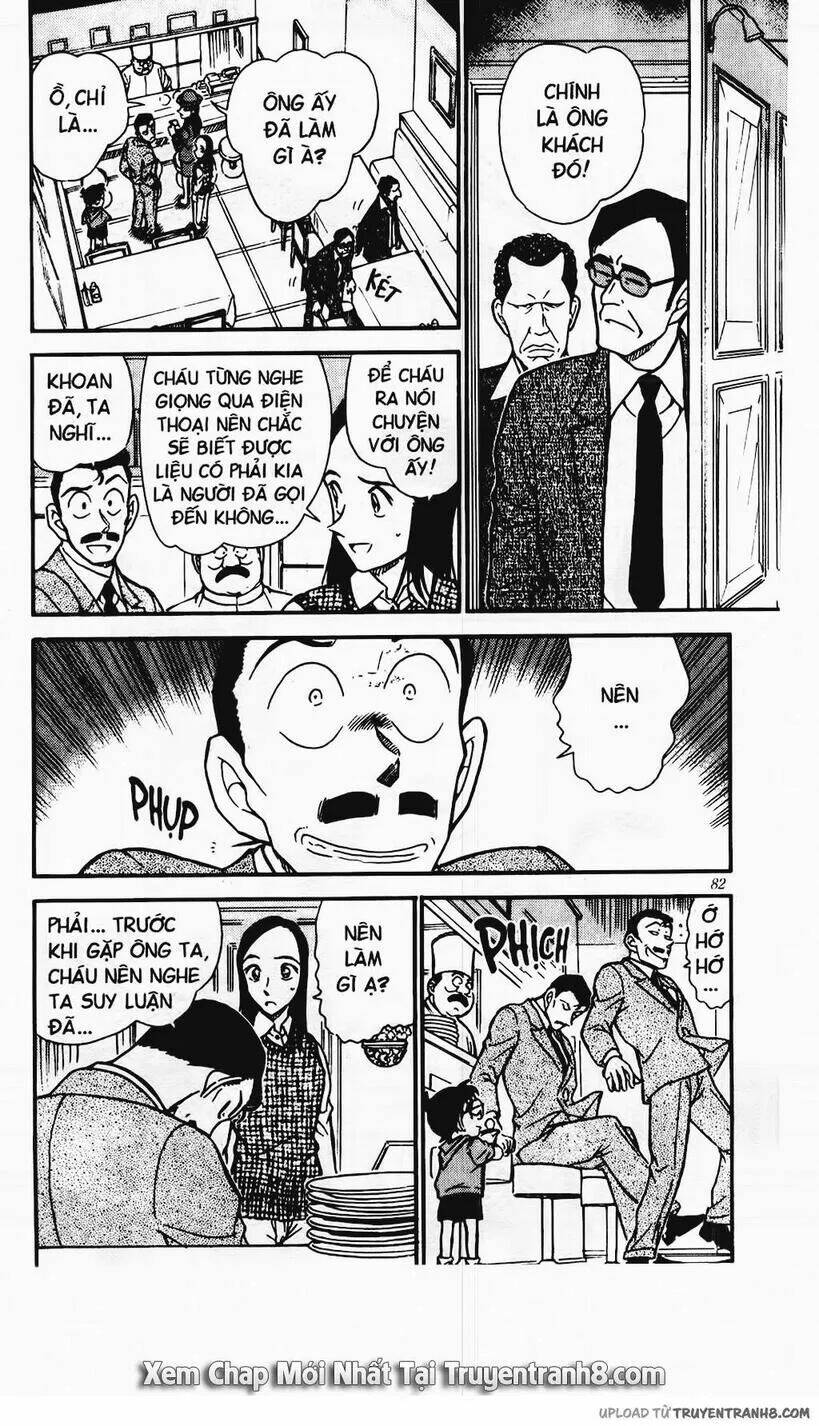 CHÍNH
LÀ ÔNG
KHÁCH
ĐÓ!
ÔNG ẤY
ĐÃ LÀM
GÌ À?
Ồ, CHỈ
LÀ...
KÉT
ĐỂ CHÁU
RA NÓI
CHUYỆN
VỚI ÔNG
ẤY!
CHÁU TỪNG NGHE
GIỌNG QUA ĐIỆN
THOẠI NÊN CHẮC
SẼ BIẾT ĐƯỢC
LIỆU CÓ PHẢI KIA
LÀ NGƯỜI ĐÃ GỌI
ĐẾN KHÔNG...
KHOAN
ĐÃ, TA
NGHĨ...
NÊN
...
PHỤP
82
Ớ
HỚ
HỚ
...
PHỊCH
NÊN
LÀM
GÌ Ạ?
PHẢI... TRƯỚC
KHI GẶP ÔNG TA,
CHÁU NÊN NGHE
TA SUY LUẬN
ĐÃ...
Xem Chap Mới Nhất Tại Truyentranh8.com
UPLOAD TỪ TRUYENTRANH8.COM